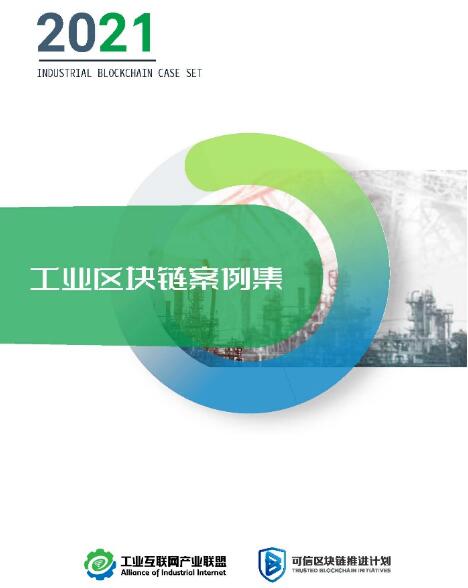 2021
INDUSTRIAL BLOCKCHAIN CASE SET
工业区块链案例集
工业互联网产业联盟
Alliance of Industrial Internet
可信区块链推进计划
TRUSTED BLOCKCHAIN INITIATIVES